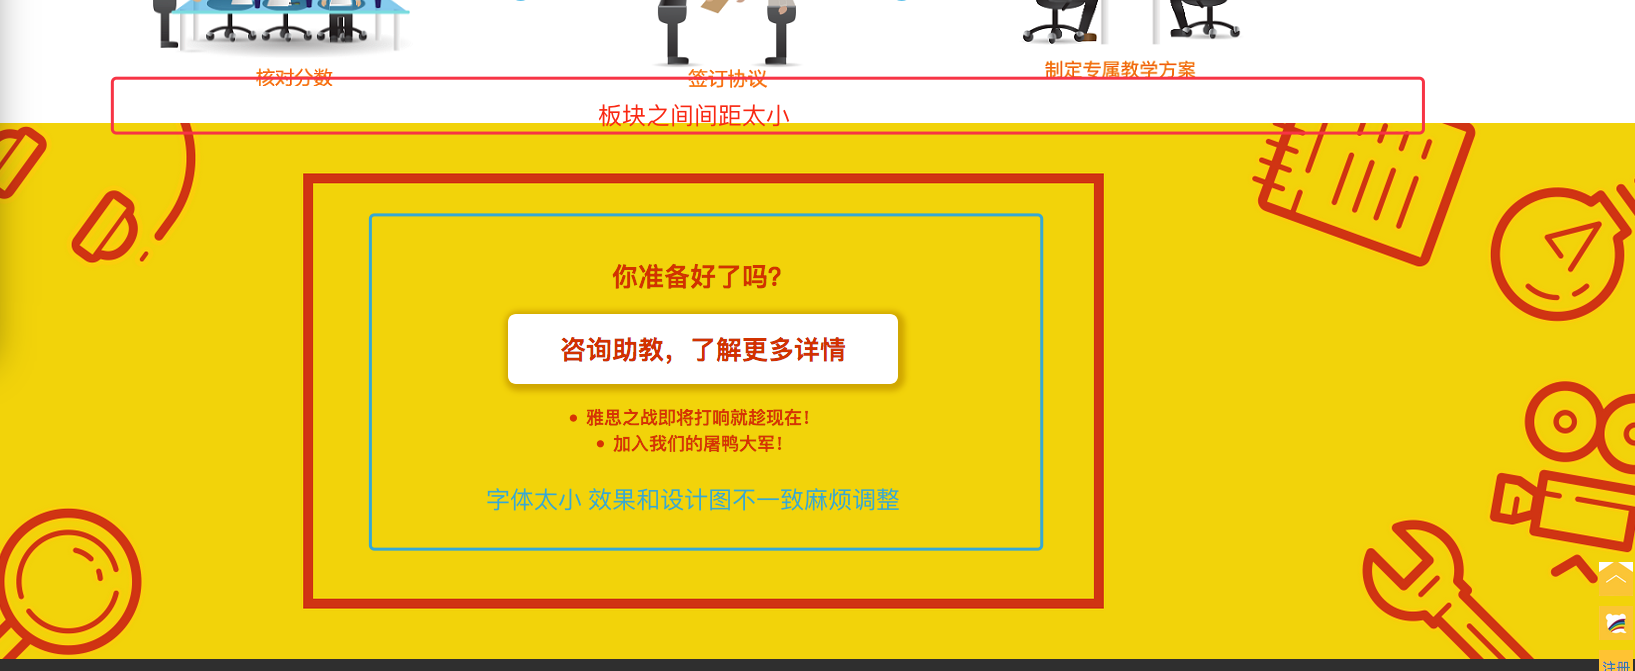 核对分数
签订协议
制定专属教学方案
板块之间间距太小
你准备好了吗?
咨询助教，了解更多详情
• 雅思之战即将打响就趁现在!
• 加入我们的屠鸭大军!
字体太小 效果和设计图不一致麻烦调整
注册